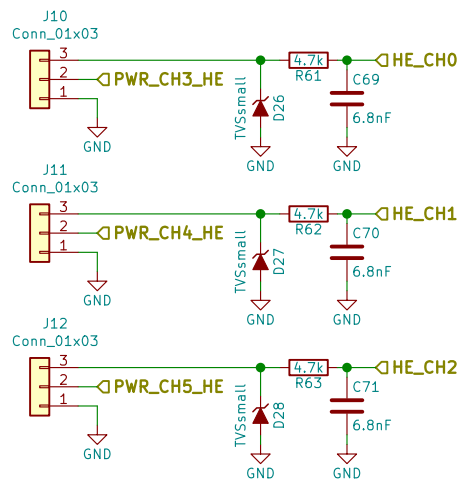 J10
Conn_01x03
3
2
1
PWR_CH3_HE
GND
TVSsmall
D26
GND
4.7k
R61
C69
6.8nF
GND
HE_CH0
J11
Conn_01x03
3
2
1
PWR_CH4_HE
GND
TVSsmall
D27
GND
4.7k
R62
C70
6.8nF
GND
HE_CH1
J12
Conn_01x03
3
2
1
PWR_CH5_HE
GND
TVSsmall
D28
GND
4.7k
R63
C71
6.8nF
GND
HE_CH2